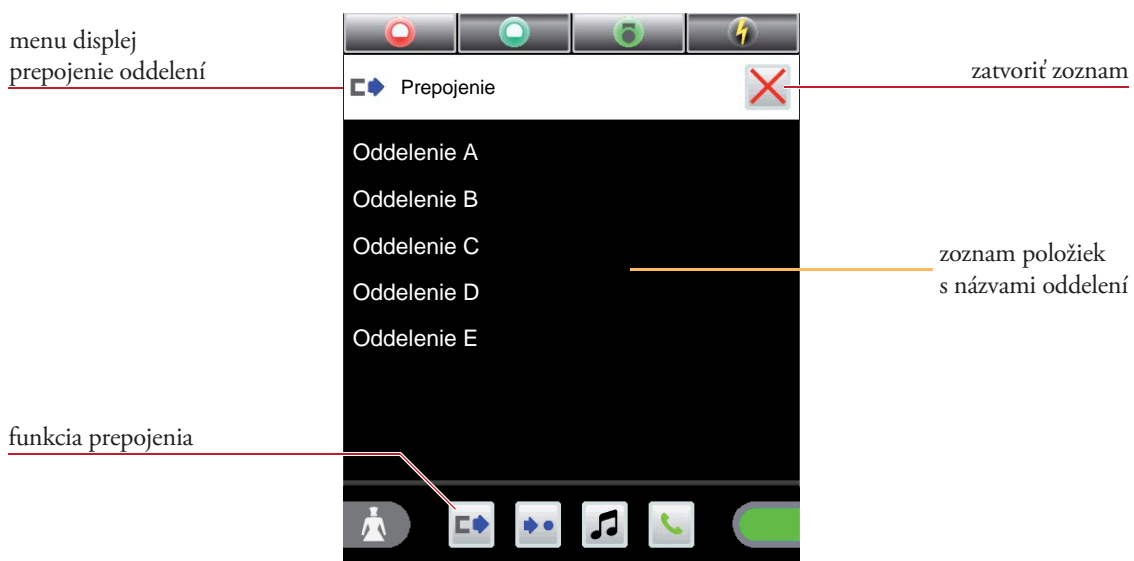 menu displej
prepojenie oddelení
Prepojenie
zatvoriť zoznam
Oddelenie A
Oddelenie B
Oddelenie C
Oddelenie D
Oddelenie E
zoznam položiek
s názvami oddelení
funkcia prepojenia